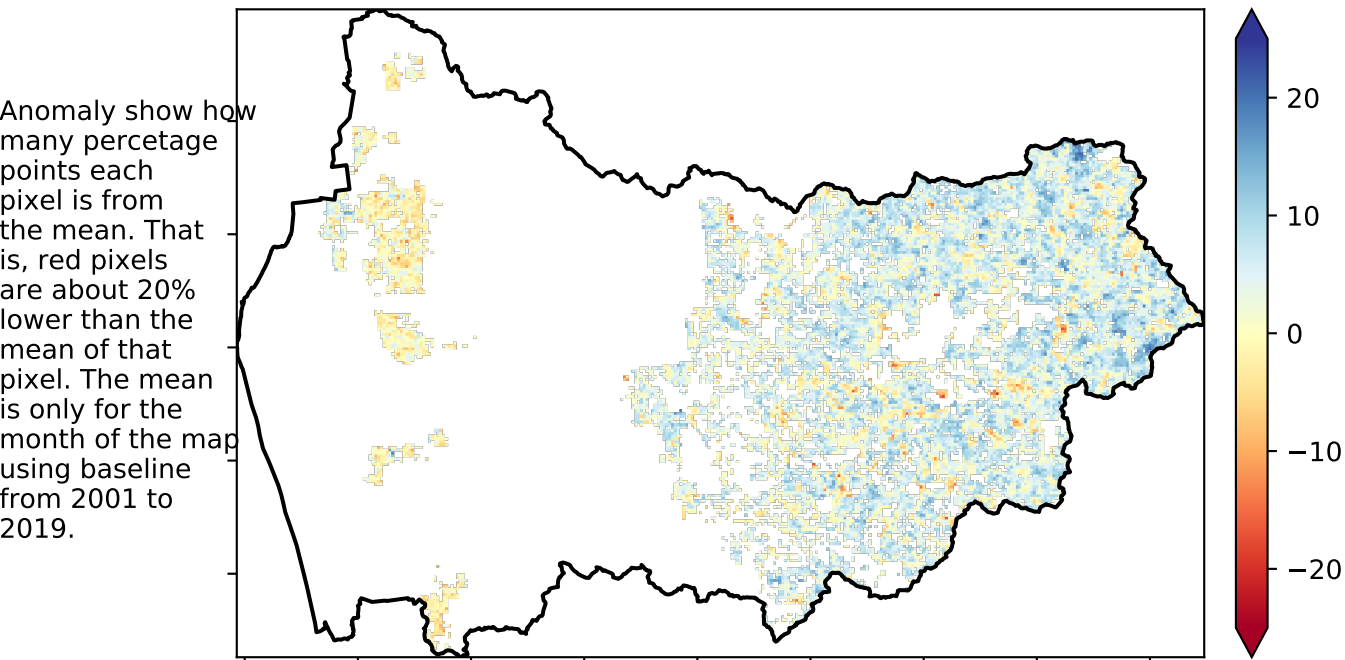 Anomaly show how
many percetage
points each
pixel is from
the mean. That
is, red pixels
are about 20%
lower than the
mean of that
pixel. The mean
is only for the
month of the map
using baseline
from 2001 to
2019.
20
10
0
−10
−20